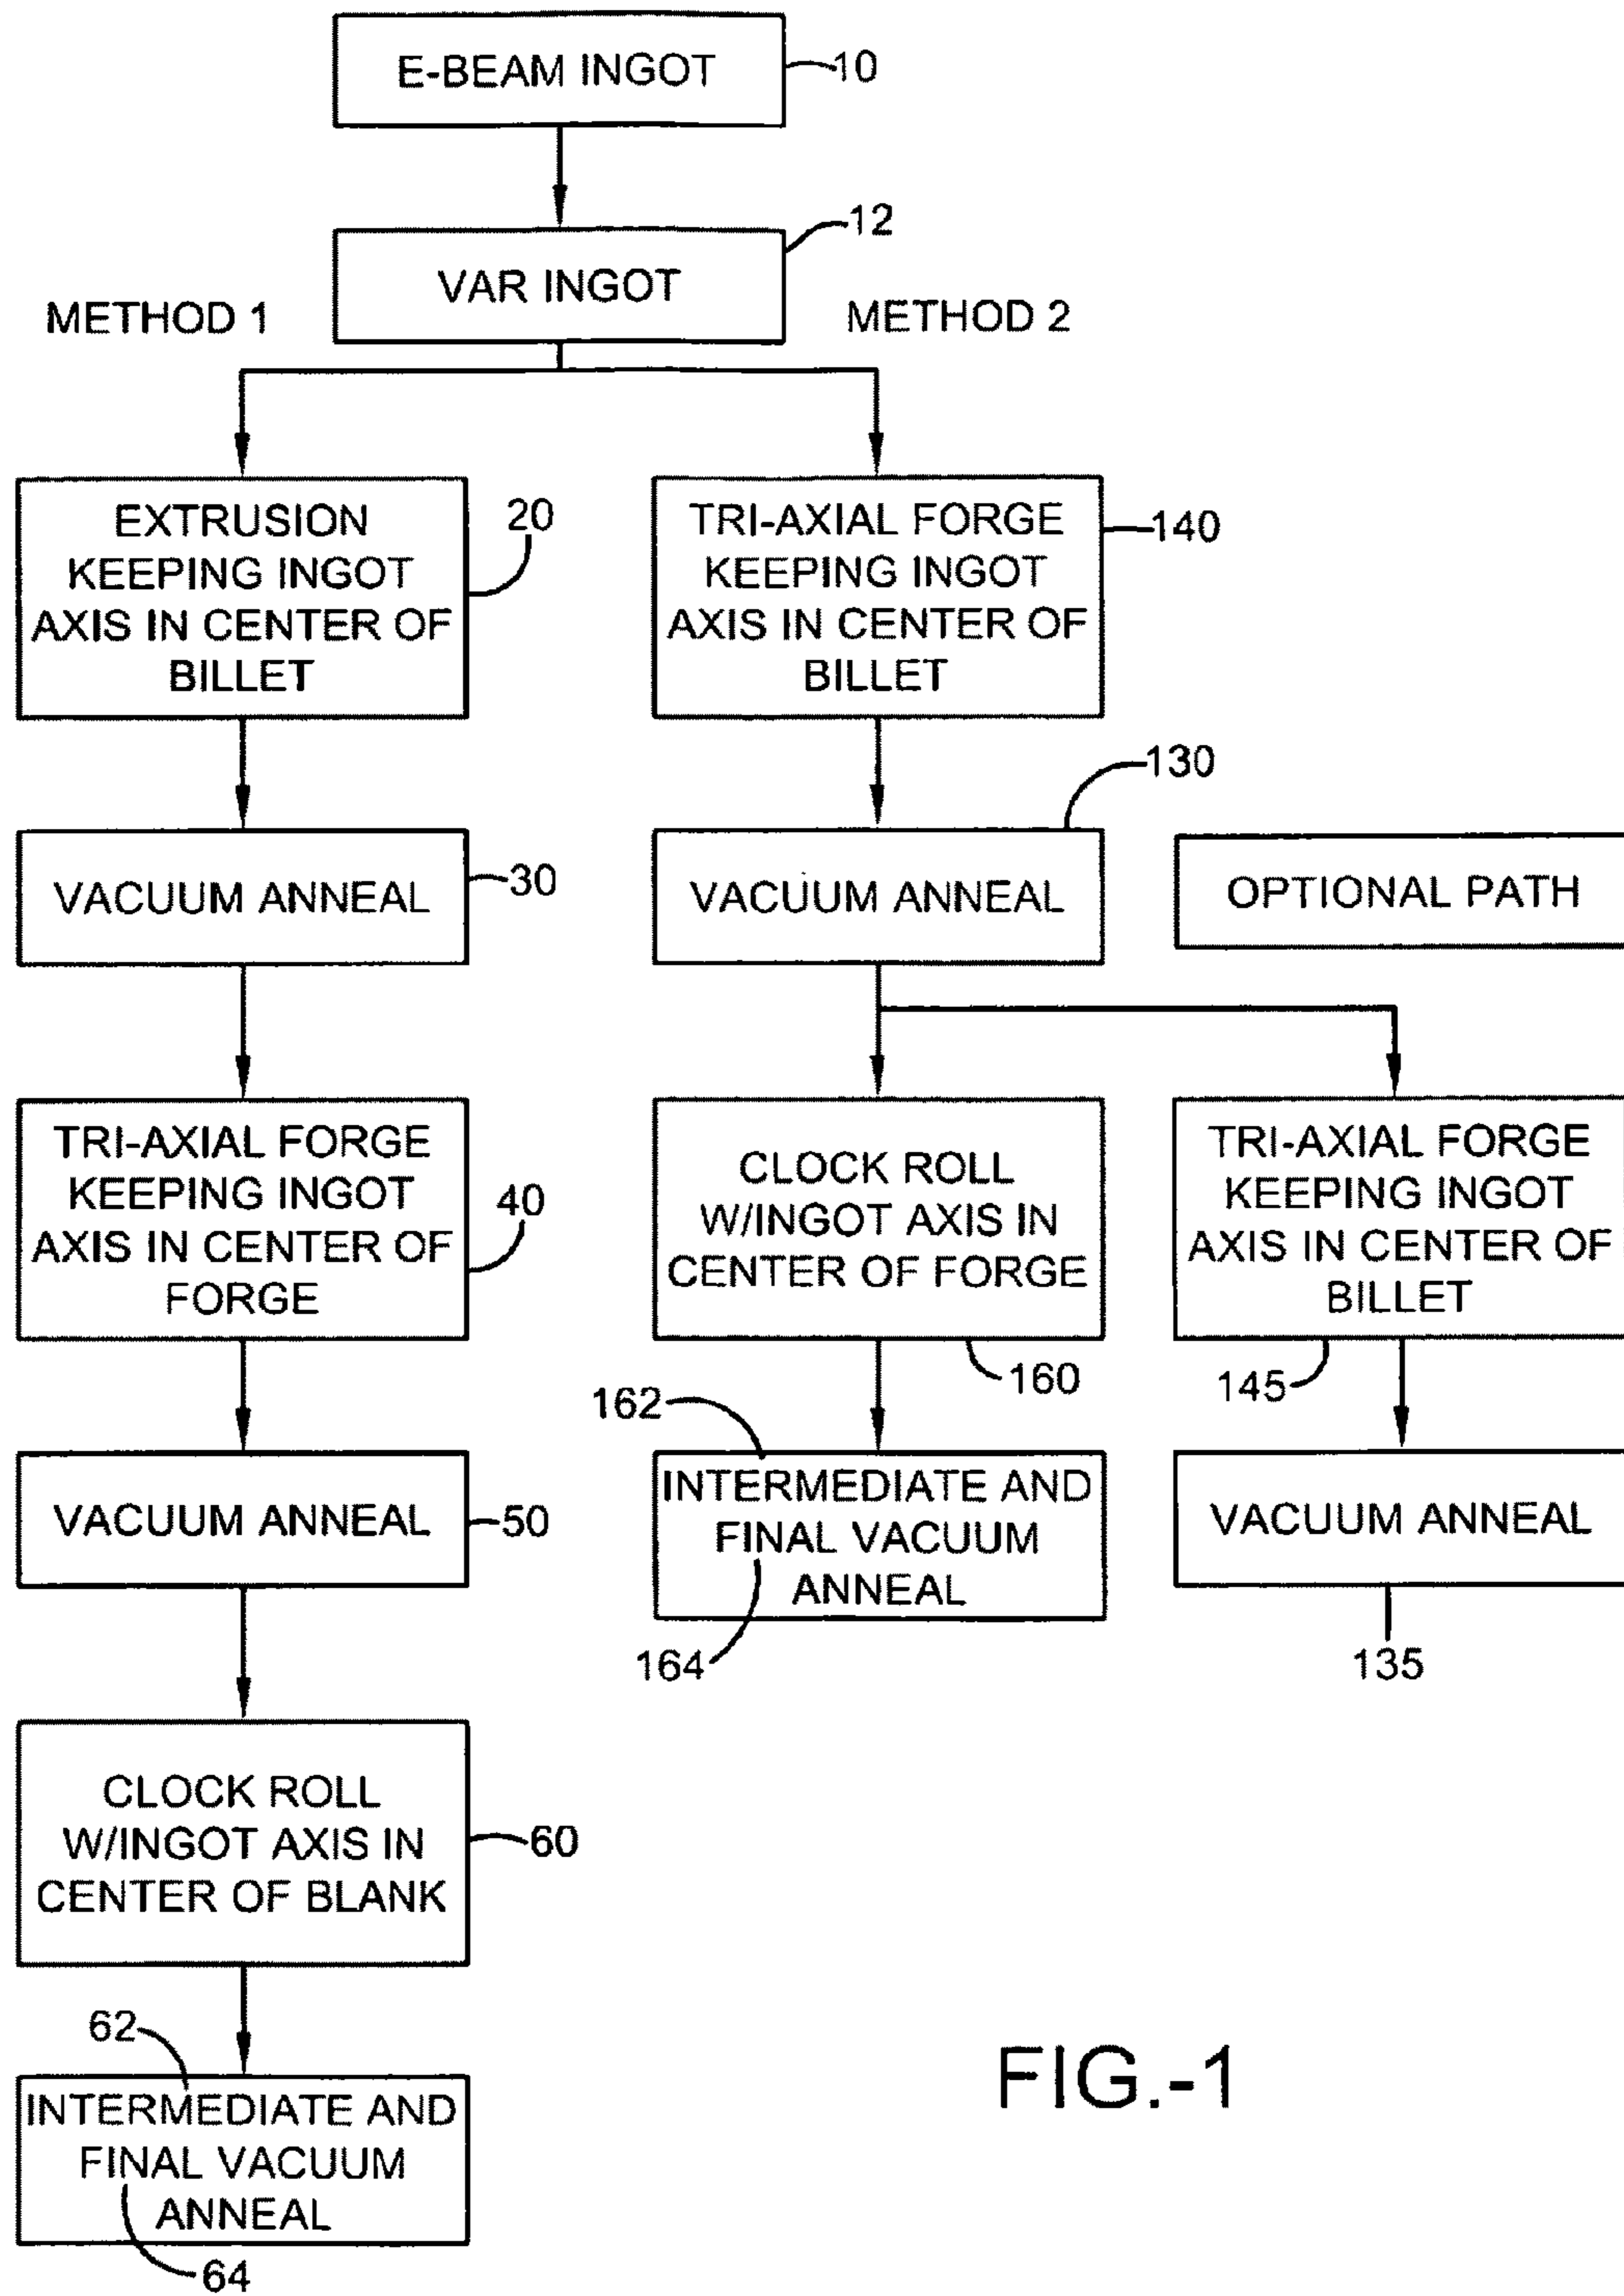 E-BEAM INGOT
10
VAR INGOT
12
METHOD 1
METHOD 2
EXTRUSION
KEEPING INGOT
AXIS IN CENTER OF
BILLET
20
TRI-AXIAL FORGE
KEEPING INGOT
AXIS IN CENTER OF
BILLET
140
VACUUM ANNEAL
30
VACUUM ANNEAL
130
OPTIONAL PATH
TRI-AXIAL FORGE
KEEPING INGOT
AXIS IN CENTER OF
FORGE
40
CLOCK ROLL
W/INGOT AXIS IN
CENTER OF FORGE
160
TRI-AXIAL FORGE
KEEPING INGOT
AXIS IN CENTER OF
BILLET
145
VACUUM ANNEAL
50
162
INTERMEDIATE AND
FINAL VACUUM
ANNEAL
164
VACUUM ANNEAL
135
CLOCK ROLL
W/INGOT AXIS IN
CENTER OF BLANK
60
62
INTERMEDIATE AND
FINAL VACUUM
ANNEAL
64
FIG.-1